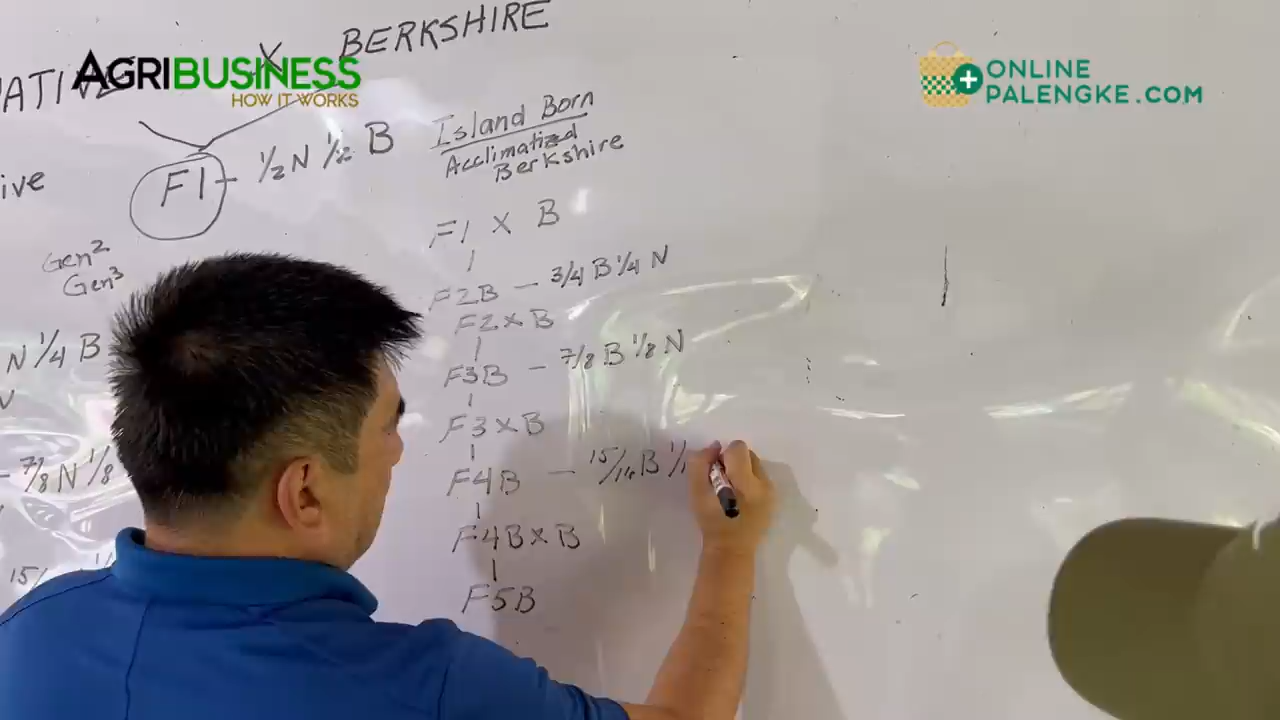 X BERKSHIRE
AGRIBUSINESS
HOW IT WORKS
ONLINE
PALENGKE.COM
F1 - 1/2 N 1/2 B
Island Born
Acclimatized
Berkshire
F1 X B
Gen2
Gen3
F2B - 3/4 B 1/4 N
F2 X B
N 1/4 B
F3B - 7/8 B 1/8 N
F3 X B
- 7/8 N 1/8
F4B - 15/16 B
F4B X B
15/
F5B